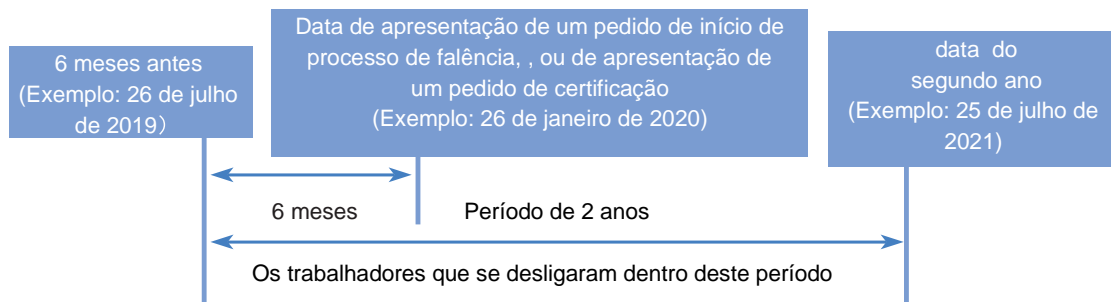 6 meses antes
(Exemplo: 26 de julho
de 2019）
Data de apresentação de um pedido de início de
processo de falência, , ou de apresentação de
um pedido de certificação
(Exemplo: 26 de janeiro de 2020)
data do
segundo ano
(Exemplo: 25 de julho de
2021)
6 meses
Período de 2 anos
Os trabalhadores que se desligaram dentro deste período